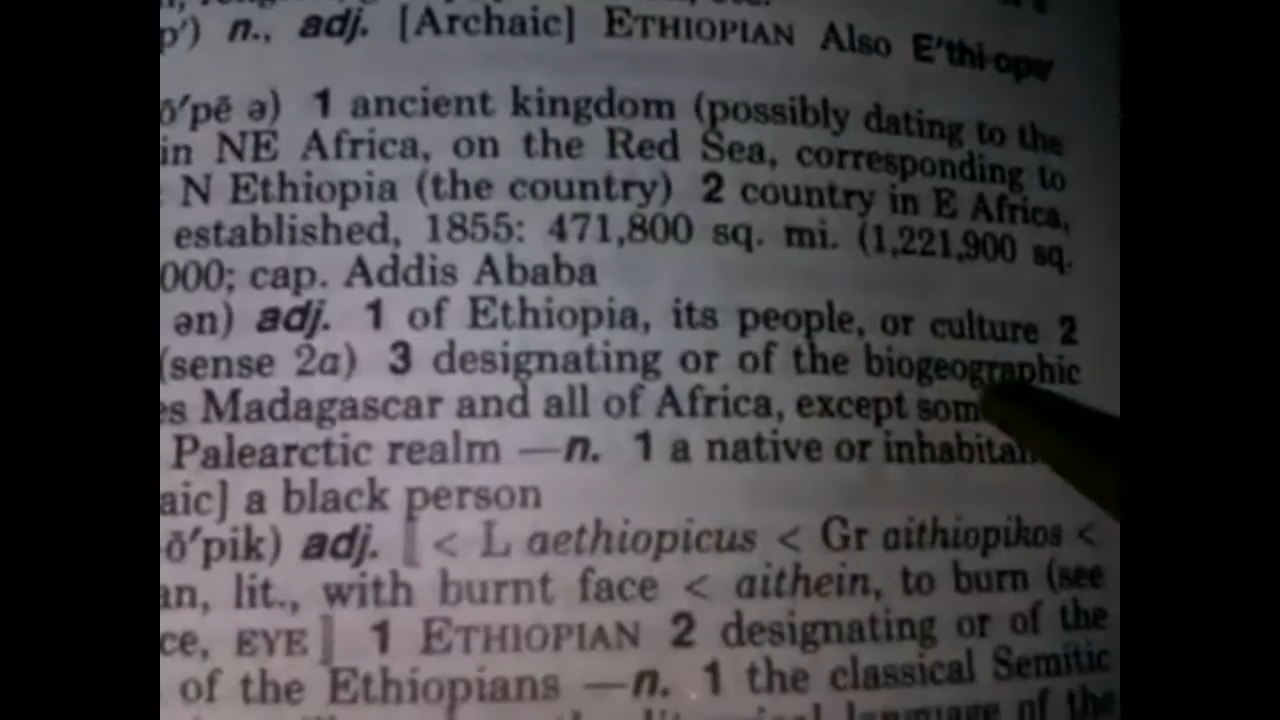 p′) n., adj. [Archaic] ETHIOPIAN Also E′thi·ope′
ō′pē ə) 1 ancient kingdom (possibly dating to the
in NE Africa, on the Red Sea, corresponding to
N Ethiopia (the country) 2 country in E Africa,
established, 1855: 471,800 sq. mi. (1,221,900 sq.
000; cap. Addis Ababa
ən) adj. 1 of Ethiopia, its people, or culture 2
(sense 2a) 3 designating or of the biogeographic
es Madagascar and all of Africa, except som
Palearctic realm —n. 1 a native or inhabitan
aic] a black person
ō′pik) adj. [< L aethiopicus < Gr aithiopikos <
an, lit., with burnt face < aithein, to burn (see
ce, EYE] 1 ETHIOPIAN 2 designating or of the
of the Ethiopians —n. 1 the classical Semitic
language of the